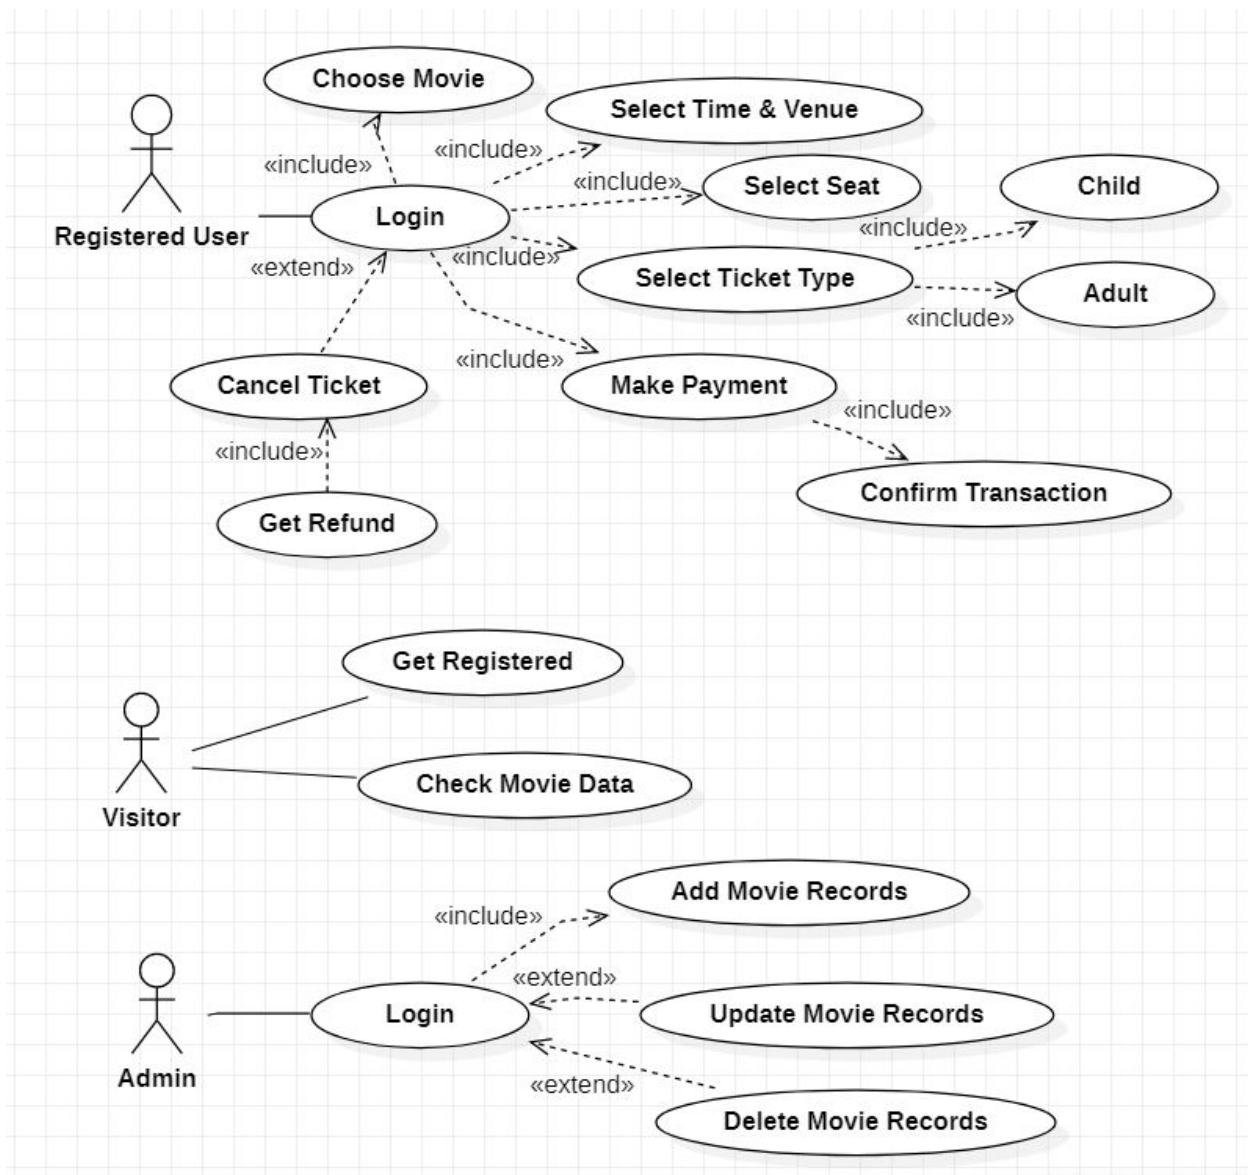 Choose Movie
Select Time & Venue
«include»
«include»
«include»
Select Seat
Child
Login
Registered User
«include»
«include»
«extend»
Select Ticket Type
Adult
«include»
«include»
Cancel Ticket
Make Payment
«include»
«include»
Confirm Transaction
Get Refund
Get Registered
Check Movie Data
Visitor
Add Movie Records
«include»
«extend»
Login
Update Movie Records
Admin
«extend»
Delete Movie Records